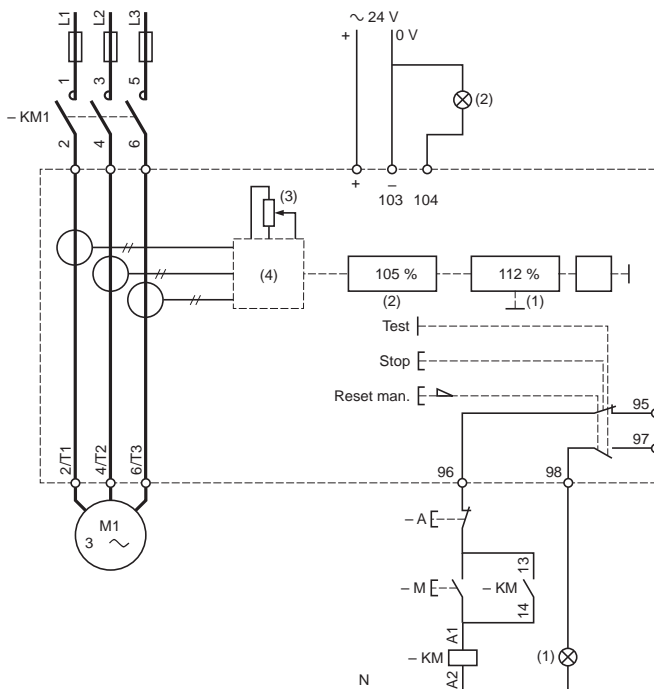 L1 L2 L3
~ 24 V
+ 0 V
(2)
1 3 5
– KM1
2 4 6
+ – 
103 104
(3)
(4)
105 %
112 %
(2)
(1)
Test
Stop
Reset man.
95
97
2/T1 4/T2 6/T3
96 98
M1
3 ~
– A
– M
– KM
13
14
A1
– KM
A2
(1)
N